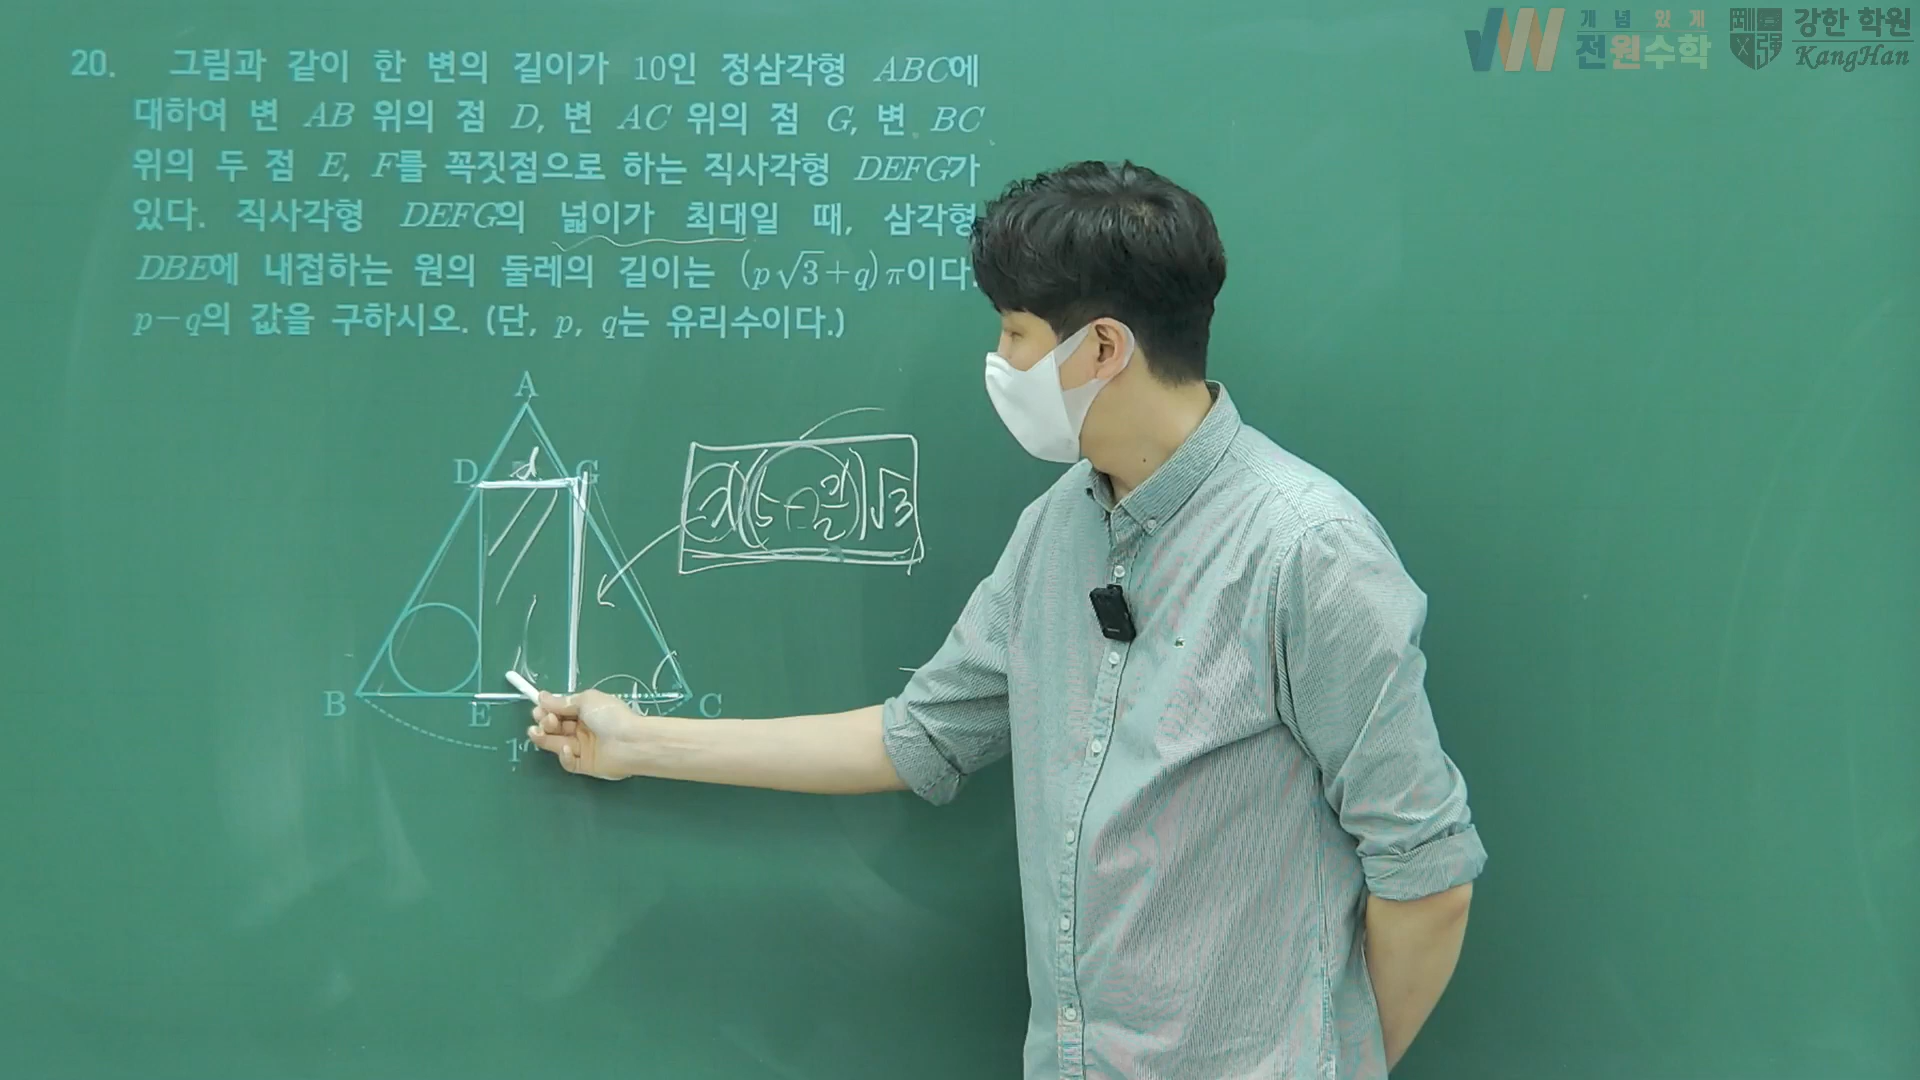 개념있게
전원수학
강한 학원
KangHan
20. 그림과 같이 한 변의 길이가 10인 정삼각형 ABC에
대하여 변 AB 위의 점 D, 변 AC 위의 점 G, 변 BC
위의 두 점 E, F를 꼭짓점으로 하는 직사각형 DEFG가
있다. 직사각형 DEFG의 넓이가 최대일 때, 삼각형
DBE에 내접하는 원의 둘레의 길이는 (p√3+q)π이다.
p-q의 값을 구하시오. (단, p, q는 유리수이다.)
A
D
G
x(5-x/2)√3
B
E
C